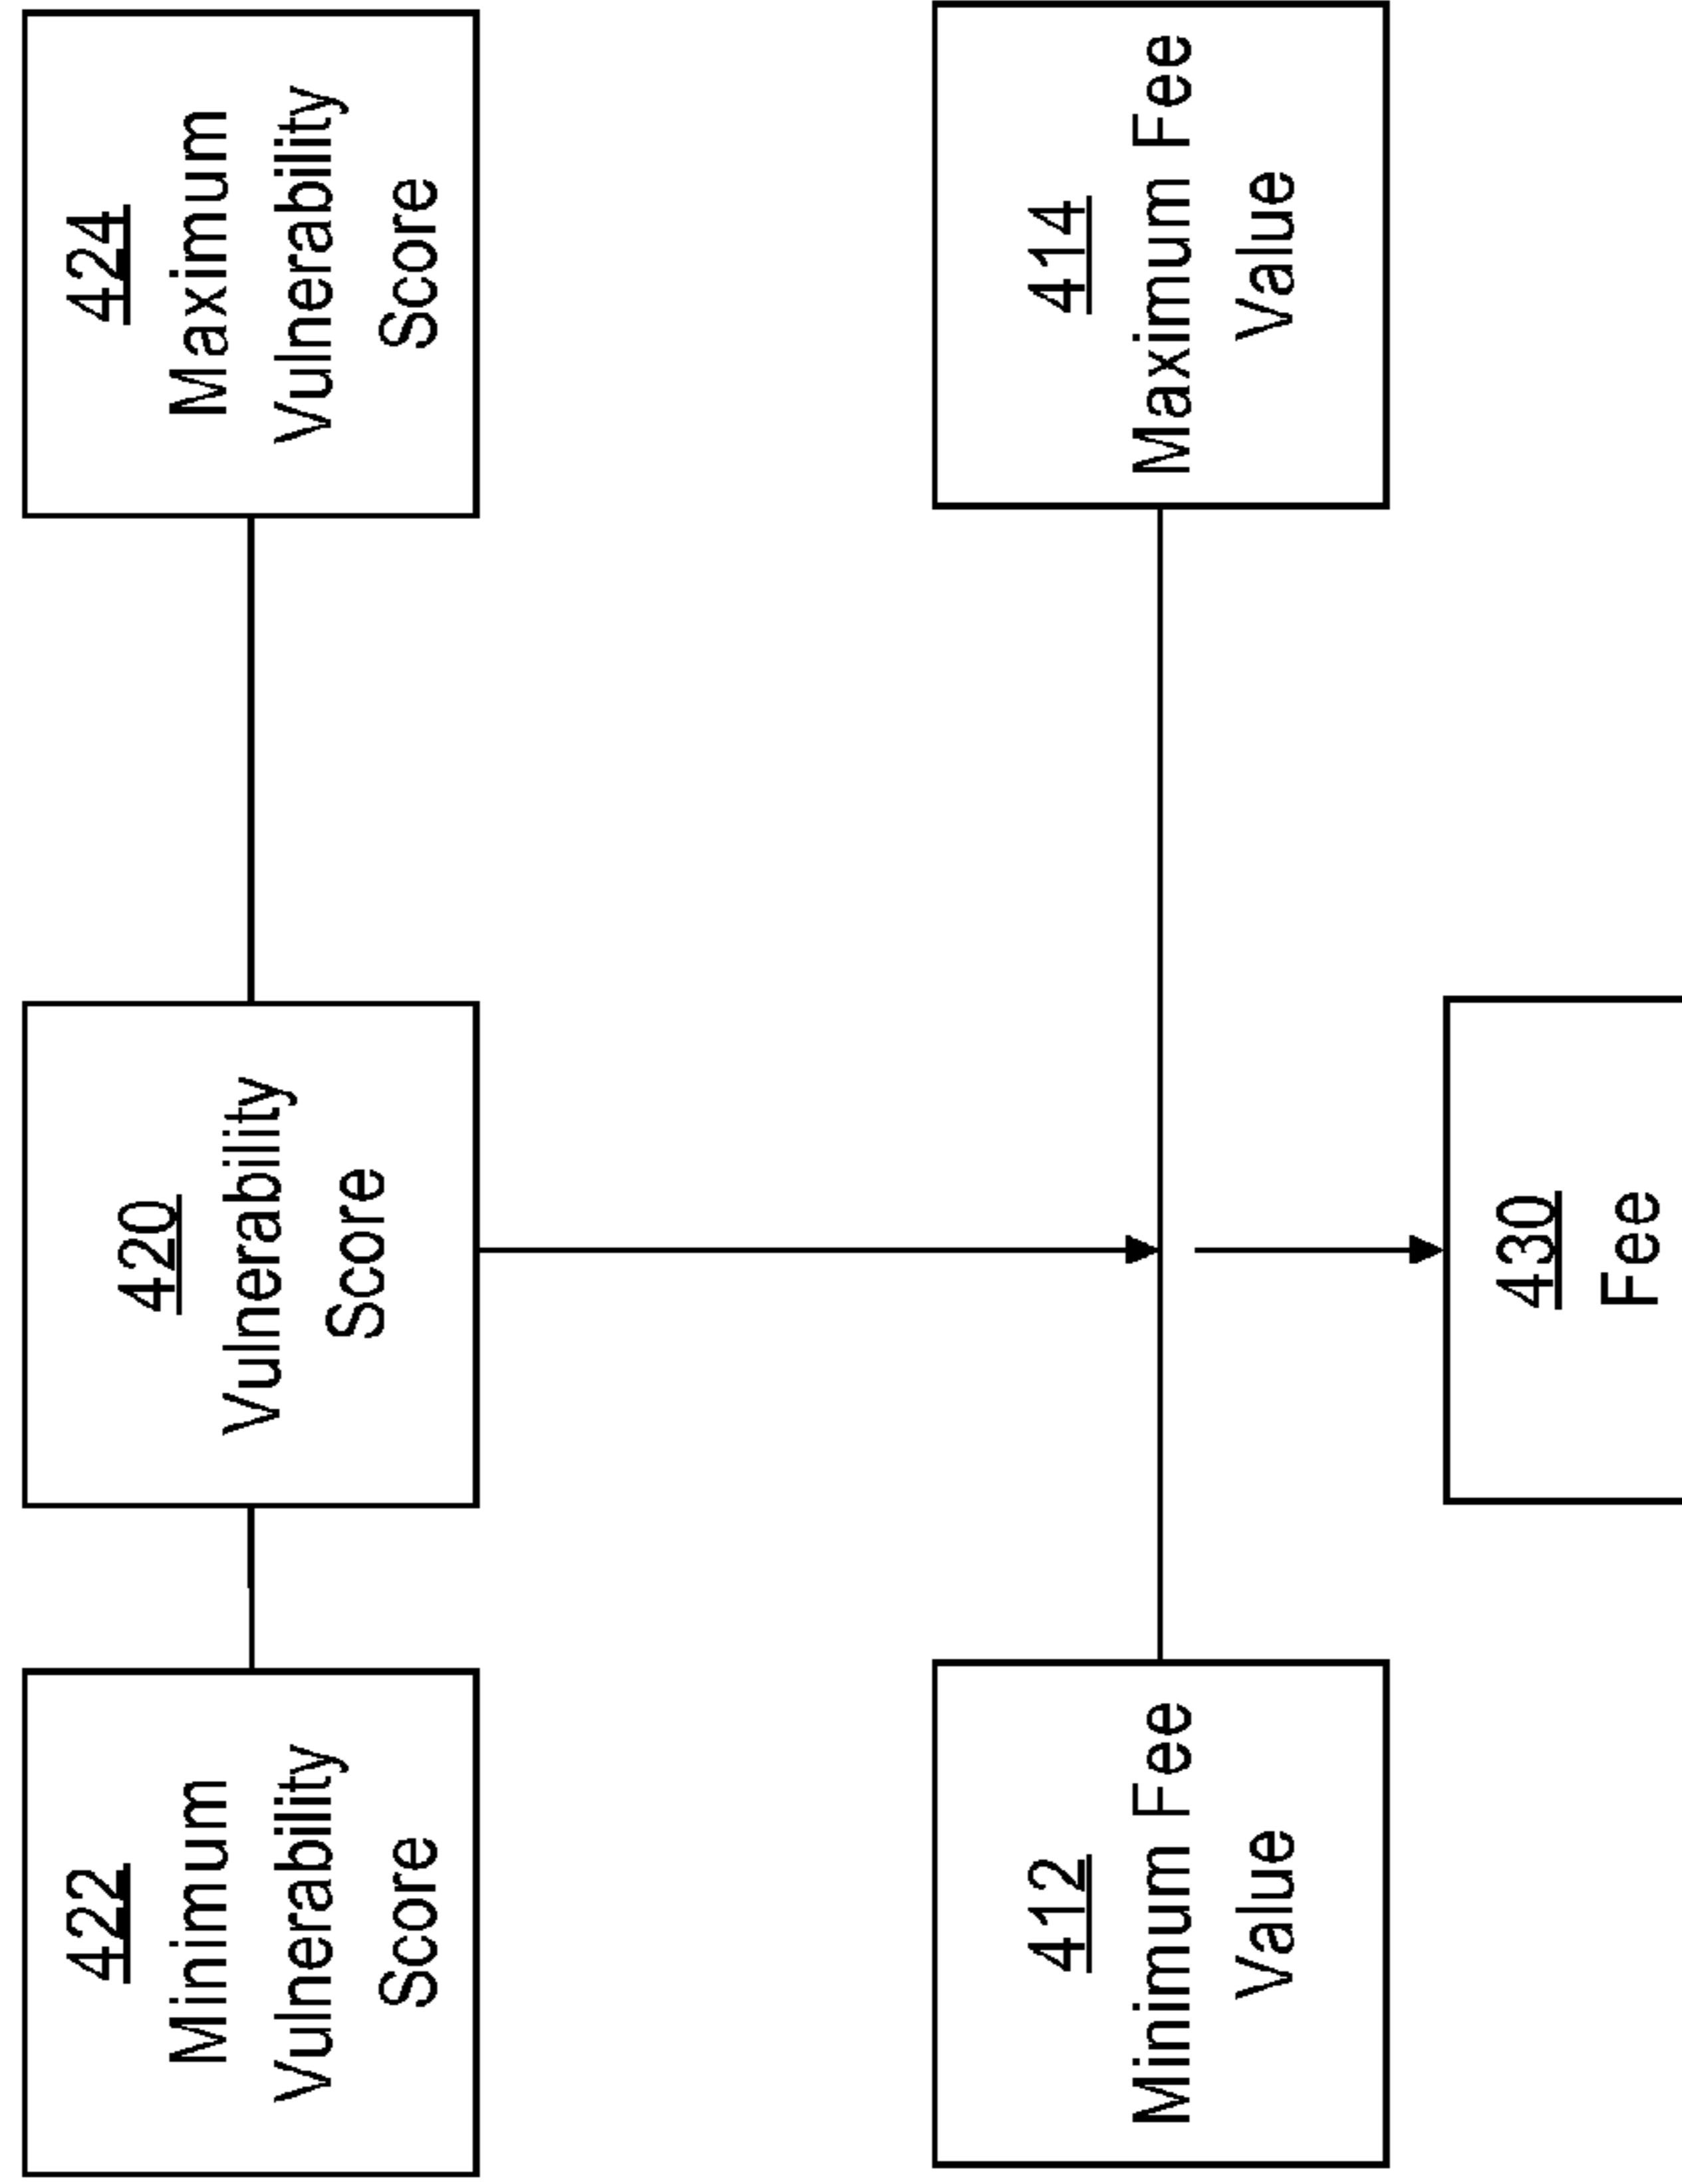 422
Minimum
Vulnerability
Score
420
Vulnerability
Score
424
Maximum
Vulnerability
Score
412
Minimum Fee
Value
414
Maximum Fee
Value
430
Fee